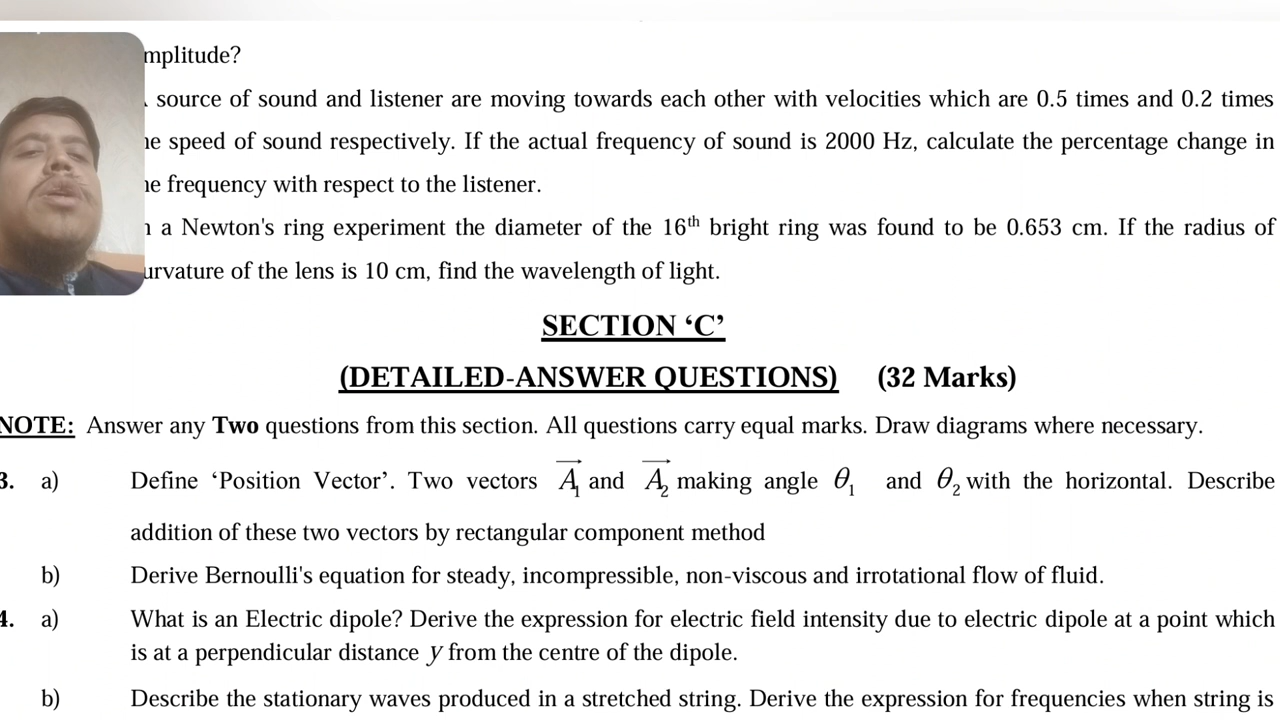 mplitude?
source of sound and listener are moving towards each other with velocities which are 0.5 times and 0.2 times
he speed of sound respectively. If the actual frequency of sound is 2000 Hz, calculate the percentage change in
he frequency with respect to the listener.
a Newton's ring experiment the diameter of the 16th bright ring was found to be 0.653 cm. If the radius of
urvature of the lens is 10 cm, find the wavelength of light.
SECTION ‘C’
(DETAILED-ANSWER QUESTIONS) (32 Marks)
NOTE: Answer any Two questions from this section. All questions carry equal marks. Draw diagrams where necessary.
3. a) Define ‘Position Vector’. Two vectors A₁ and A₂ making angle θ₁ and θ₂ with the horizontal. Describe
addition of these two vectors by rectangular component method
b) Derive Bernoulli's equation for steady, incompressible, non-viscous and irrotational flow of fluid.
4. a) What is an Electric dipole? Derive the expression for electric field intensity due to electric dipole at a point which
is at a perpendicular distance y from the centre of the dipole.
b) Describe the stationary waves produced in a stretched string. Derive the expression for frequencies when string is